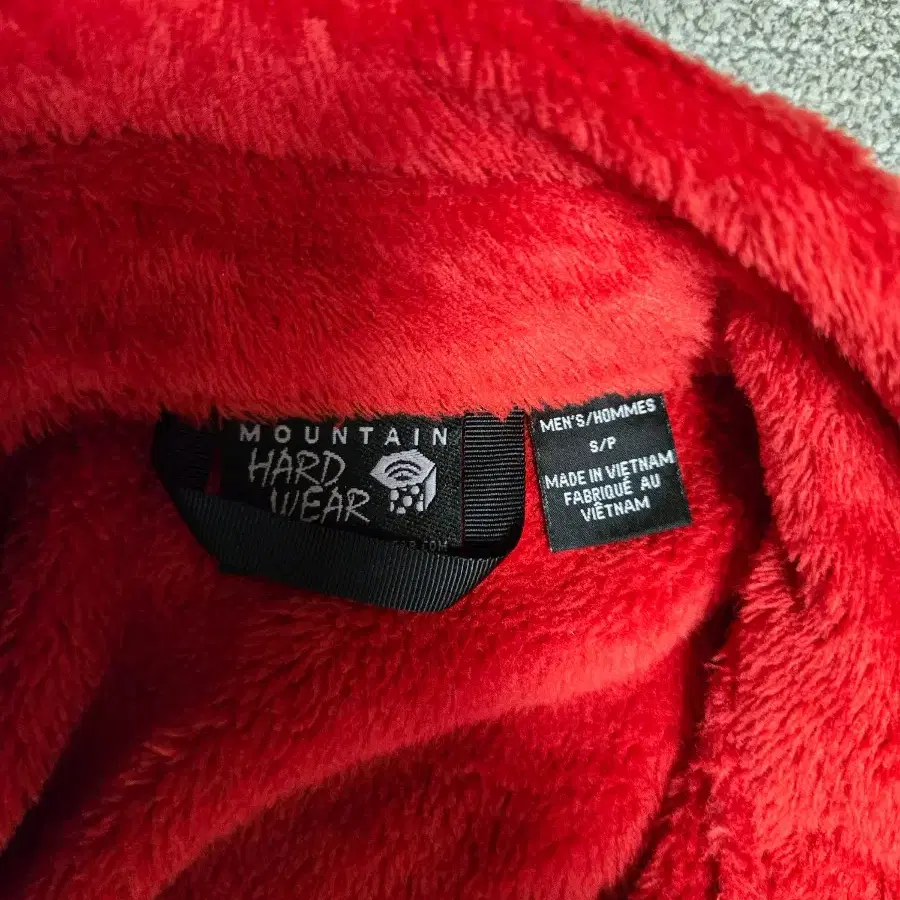 MOUNTAIN
HARD
WEAR
MEN'S/HOMMES
S/P
MADE IN VIETNAM
FABRIQUÉ AU
VIÊTNAM